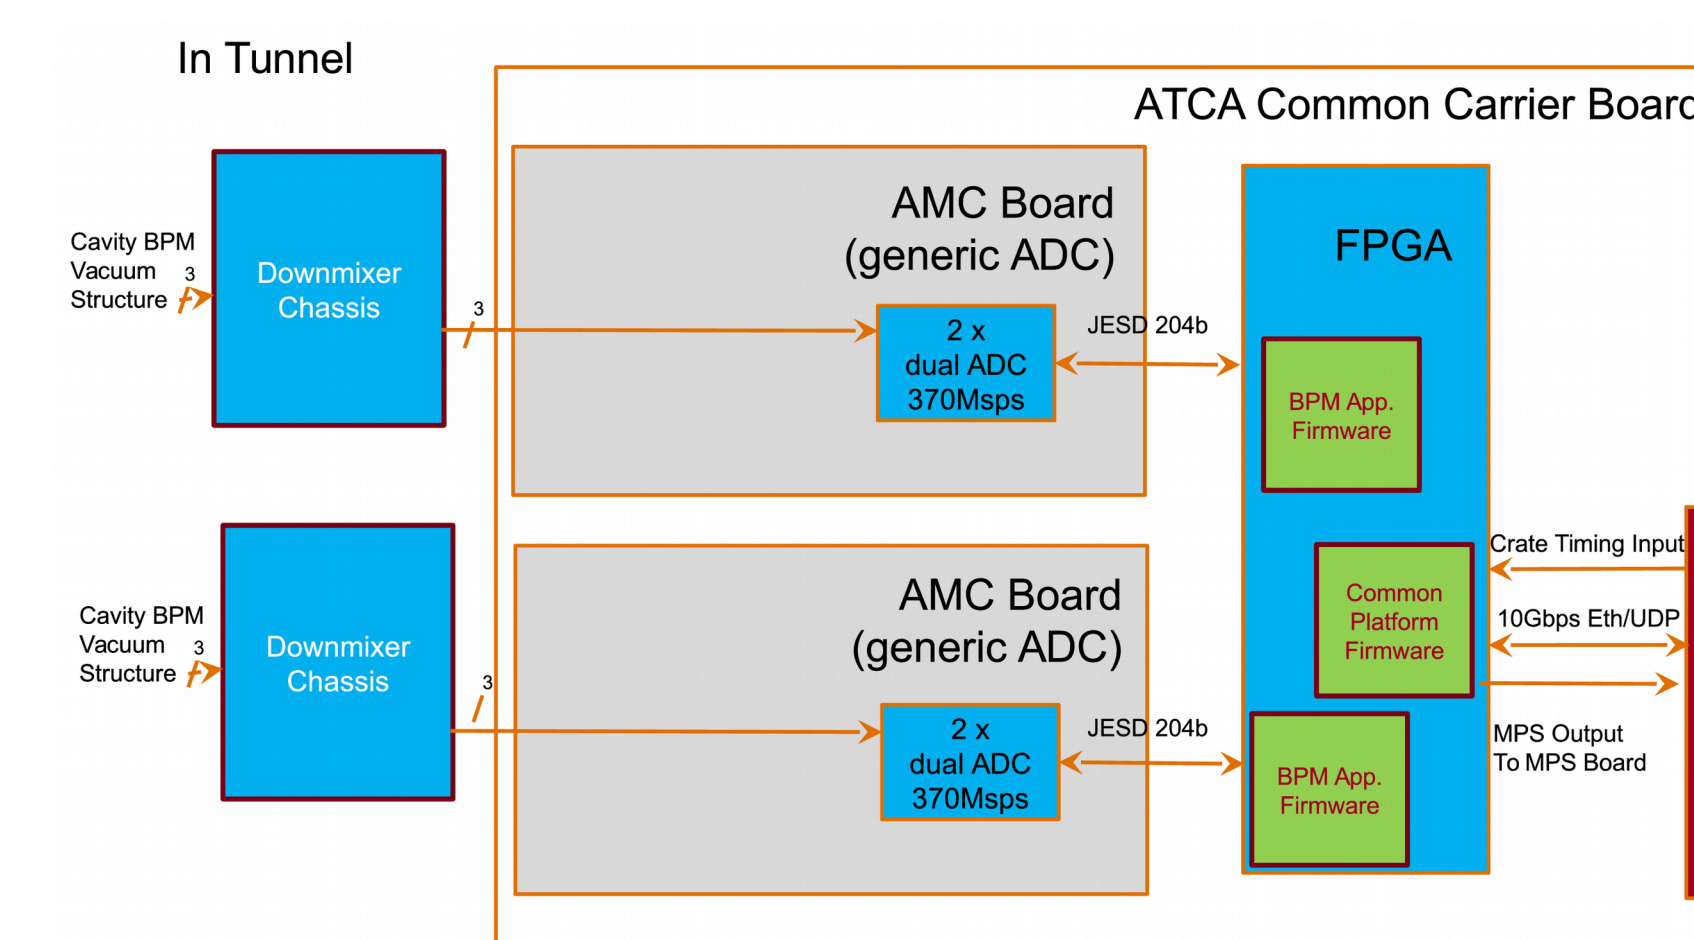 In Tunnel
ATCA Common Carrier Board
AMC Board
(generic ADC)
FPGA
Cavity BPM
Vacuum
3
Structure
Downmixer
Chassis
3
2 x
dual ADC
370Msps
JESD 204b
BPM App.
Firmware
AMC Board
(generic ADC)
Crate Timing Input
Common
Platform
Firmware
10Gbps Eth/UDP
Cavity BPM
Vacuum
3
Structure
Downmixer
Chassis
3
2 x
dual ADC
370Msps
JESD 204b
MPS Output
To MPS Board
BPM App.
Firmware